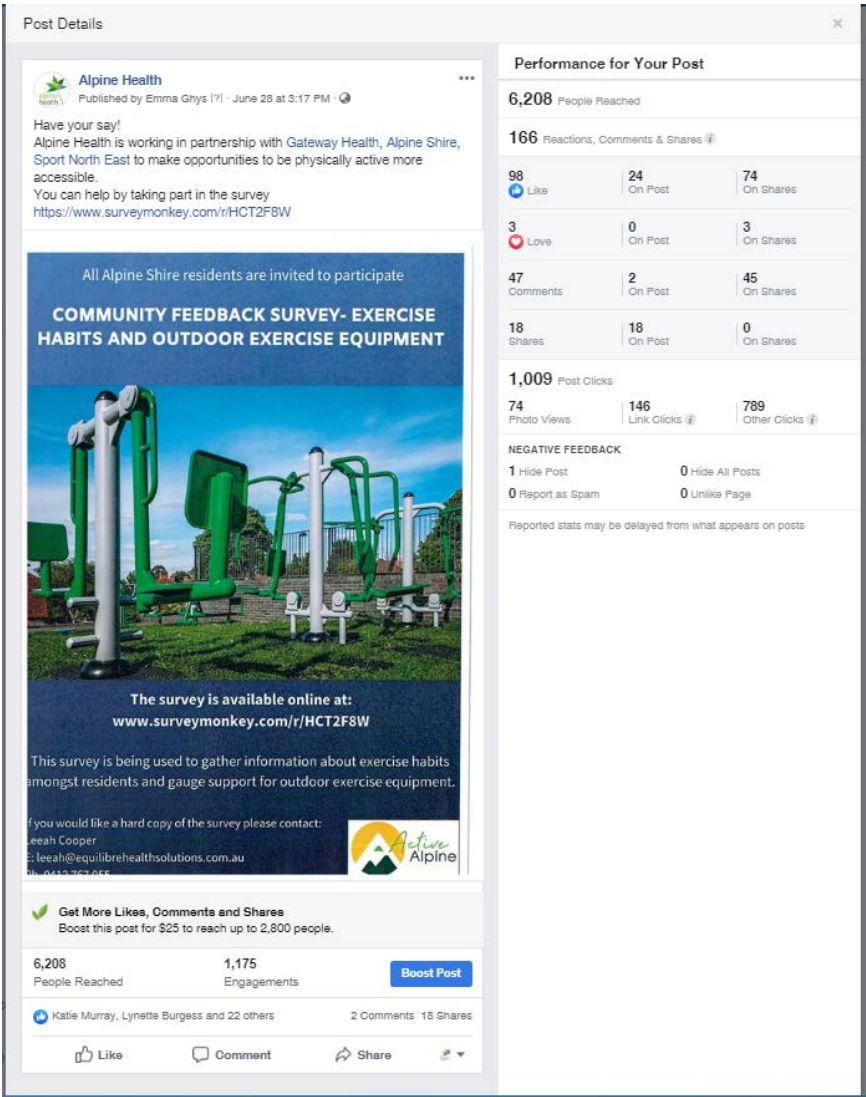 Post Details
Alpine Health
Published by Emma Ghys [?] · June 28 at 3:17 PM ·
Have your say!
Alpine Health is working in partnership with Gateway Health, Alpine Shire,
Sport North East to make opportunities to be physically active more
accessible.
You can help by taking part in the survey
https://www.surveymonkey.com/r/HCT2F8W
All Alpine Shire residents are invited to participate
COMMUNITY FEEDBACK SURVEY- EXERCISE
HABITS AND OUTDOOR EXERCISE EQUIPMENT
The survey is available online at:
www.surveymonkey.com/r/HCT2F8W
This survey is being used to gather information about exercise habits
amongst residents and gauge support for outdoor exercise equipment.
f you would like a hard copy of the survey please contact:
Leeah Cooper
E: leeah@equilibrehealthsolutions.com.au
Active
Alpine
Get More Likes, Comments and Shares
Boost this post for $25 to reach up to 2,800 people.
6,208 1,175
People Reached Engagements
Boost Post
Katie Murray, Lynette Burgess and 22 others 2 Comments 18 Shares
Like Comment Share
Performance for Your Post
6,208 People Reached
166 Reactions, Comments & Shares
98 24 74
Like On Post On Shares
3 0 3
Love On Post On Shares
47 2 45
Comments On Post On Shares
18 18 0
Shares On Post On Shares
1,009 Post Clicks
74 146 789
Photo Views Link Clicks Other Clicks
NEGATIVE FEEDBACK
1 Hide Post 0 Hide All Posts
0 Report as Spam 0 Unlike Page
Reported stats may be delayed from what appears on posts